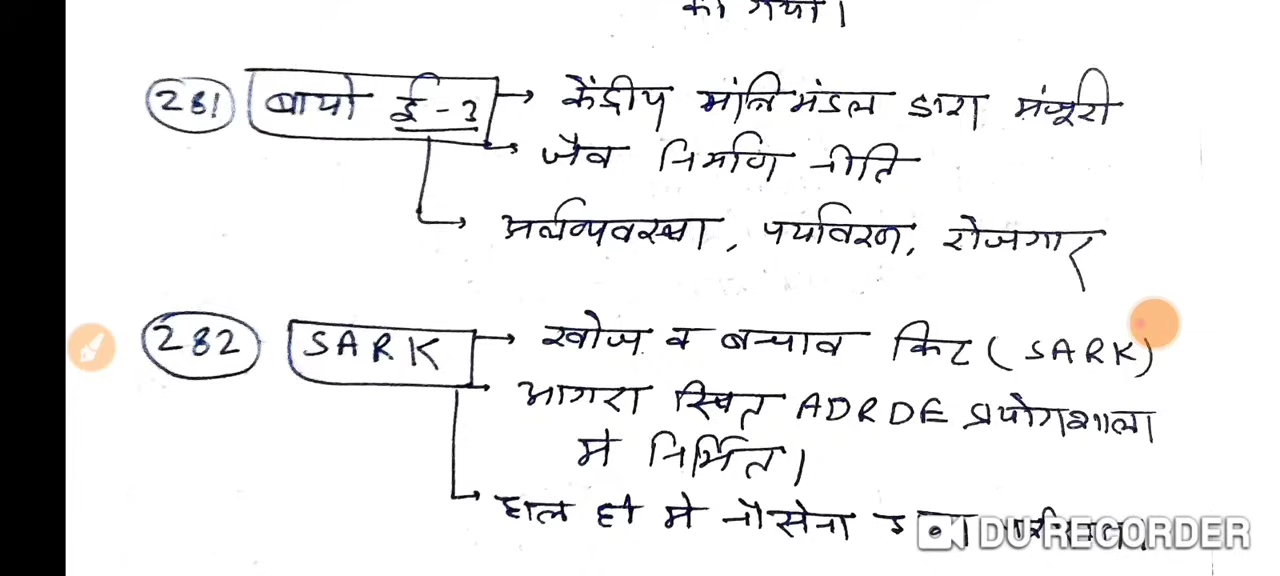 की गया।
281 बायो ई-3 → केंद्रीय मंत्रिमंडल द्वारा मंजूरी
→ जैव निर्माण नीति
→ अर्थव्यवस्था, पर्यावरण, रोजगार
282 SARK → खोज व बचाव किट (SARK)
→ आगरा स्थित ADRDE प्रयोगशाला
में निर्मित।
→ हाल ही में नौसेना
DU RECORDER